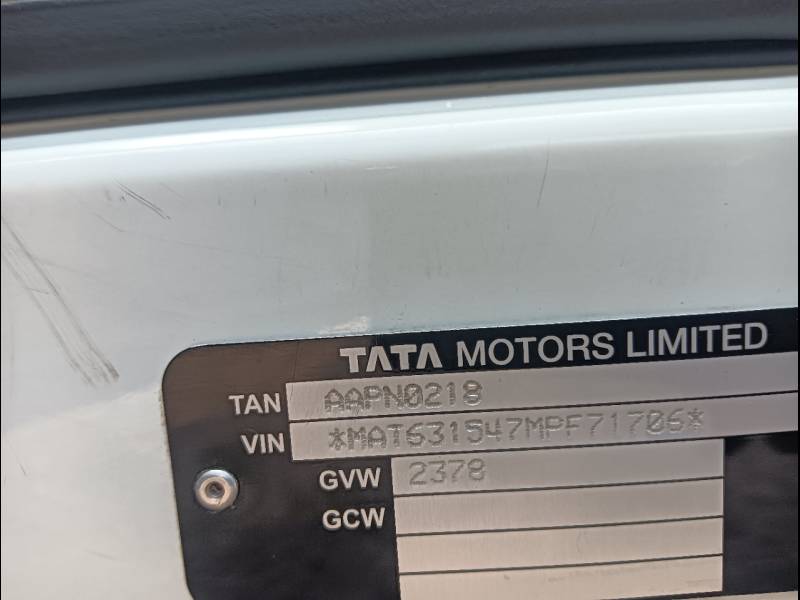 TATA MOTORS LIMITED
TAN AAPN0218
VIN *MAT631547MPF71706*
GVW 2378
GCW